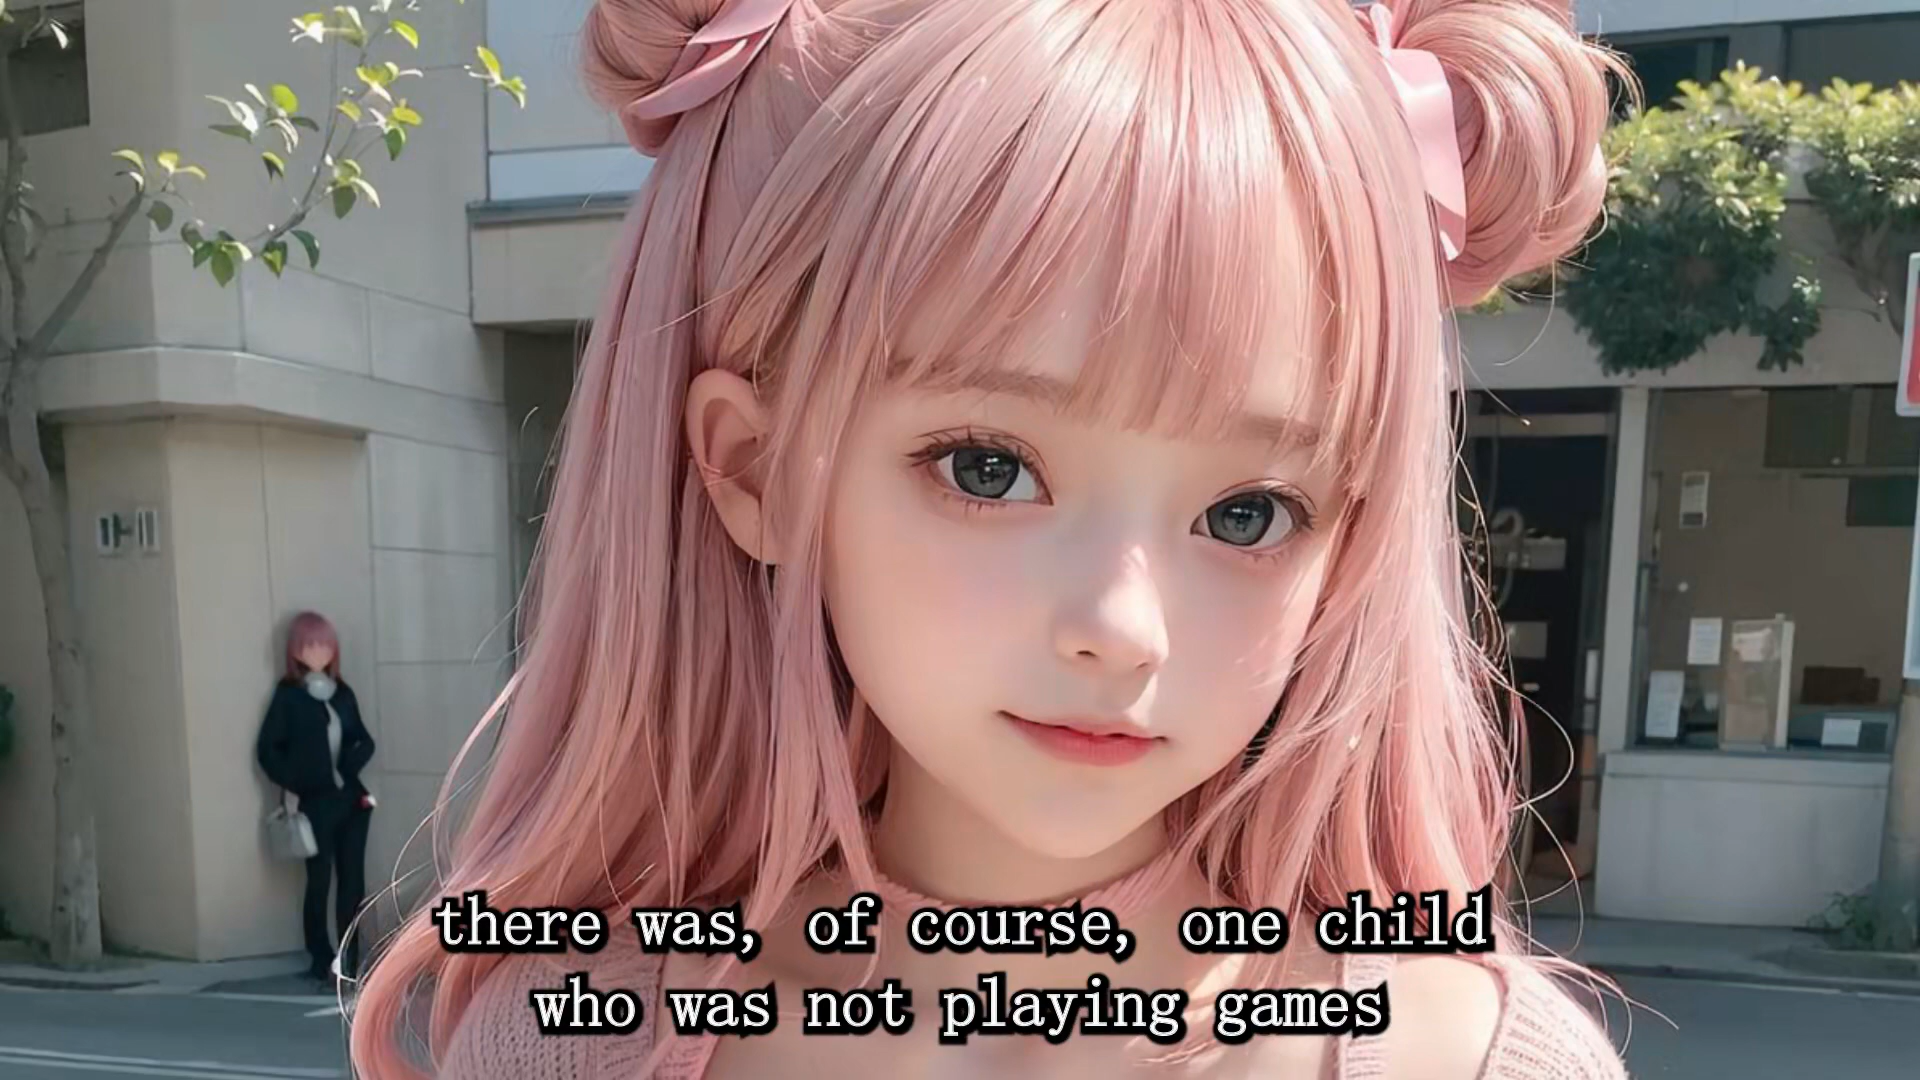 there was, of course, one child
who was not playing games